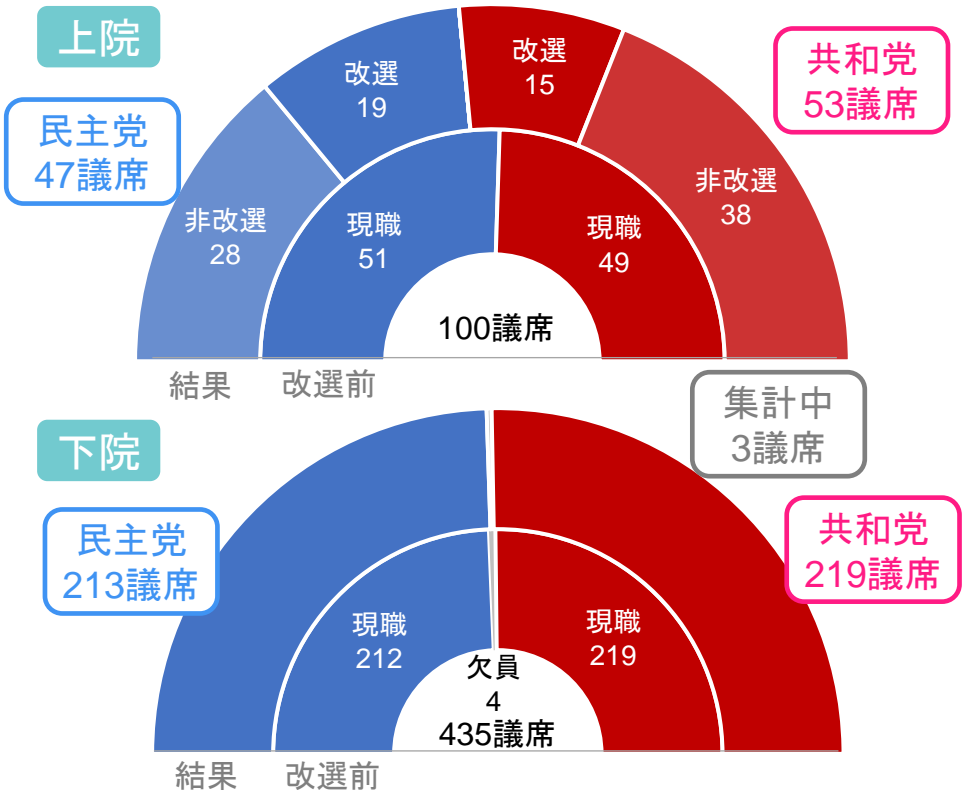 上院
民主党
47議席
共和党
53議席
改選
19
改選
15
非改選
28
非改選
38
現職
51
現職
49
100議席
結果
改選前
集計中
3議席
下院
民主党
213議席
共和党
219議席
現職
212
現職
219
欠員
4
435議席
結果
改選前